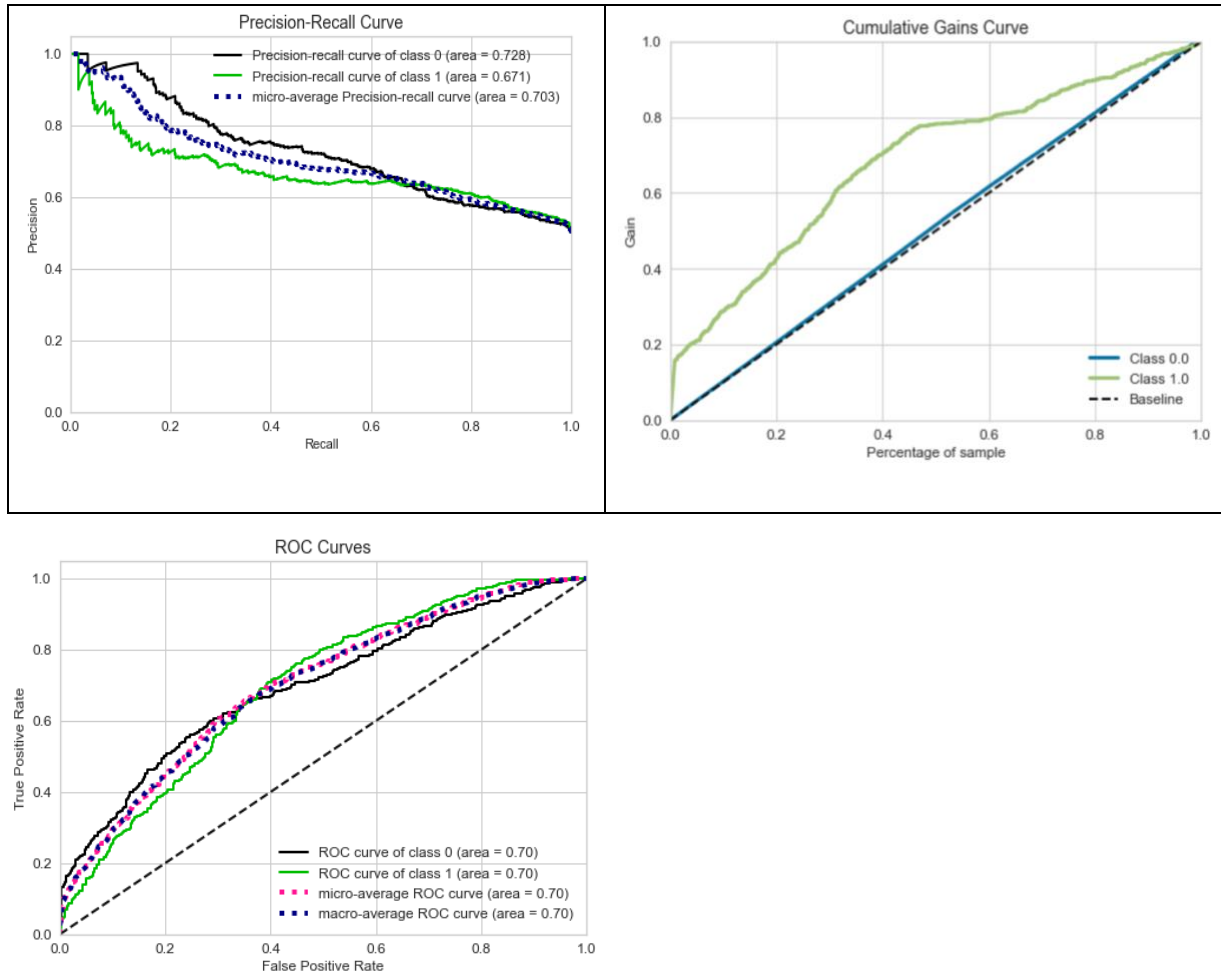 Precision-Recall Curve
Precision-recall curve of class 0 (area = 0.728)
Precision-recall curve of class 1 (area = 0.671)
micro-average Precision-recall curve (area = 0.703)
1.0
0.8
0.6
0.4
0.2
0.0
Precision
0.0 0.2 0.4 0.6 0.8 1.0
Recall
Cumulative Gains Curve
1.0
0.8
0.6
0.4
0.2
0.0
Gain
Class 0.0
Class 1.0
Baseline
0.0 0.2 0.4 0.6 0.8 1.0
Percentage of sample
ROC Curves
1.0
0.8
0.6
0.4
0.2
0.0
True Positive Rate
ROC curve of class 0 (area = 0.70)
ROC curve of class 1 (area = 0.70)
micro-average ROC curve (area = 0.70)
macro-average ROC curve (area = 0.70)
0.0 0.2 0.4 0.6 0.8 1.0
False Positive Rate